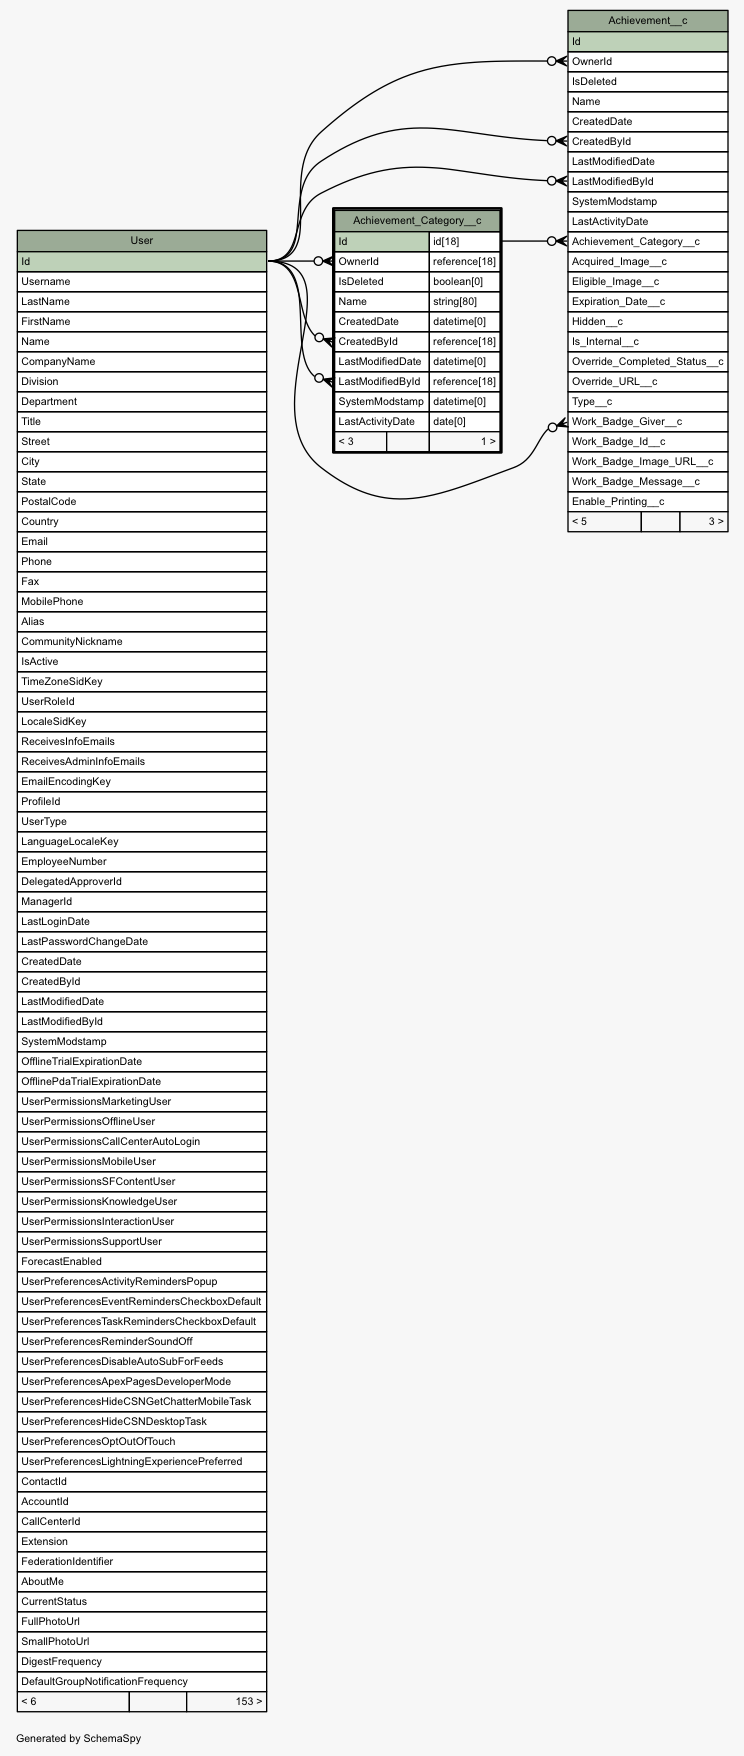 Achievement__c
Id
OwnerId
IsDeleted
Name
CreatedDate
CreatedById
LastModifiedDate
LastModifiedById
SystemModstamp
LastActivityDate
Achievement_Category__c
Acquired_Image__c
Eligible_Image__c
Expiration_Date__c
Hidden__c
Is_Internal__c
Override_Completed_Status__c
Override_URL__c
Type__c
Work_Badge_Giver__c
Work_Badge_Id__c
Work_Badge_Image_URL__c
Work_Badge_Message__c
Enable_Printing__c
< 5 3 >
Achievement_Category__c
Id id[18]
OwnerId reference[18]
IsDeleted boolean[0]
Name string[80]
CreatedDate datetime[0]
CreatedById reference[18]
LastModifiedDate datetime[0]
LastModifiedById reference[18]
SystemModstamp datetime[0]
LastActivityDate date[0]
< 3 1 >
User
Id
Username
LastName
FirstName
Name
CompanyName
Division
Department
Title
Street
City
State
PostalCode
Country
Email
Phone
Fax
MobilePhone
Alias
CommunityNickname
IsActive
TimeZoneSidKey
UserRoleId
LocaleSidKey
ReceivesInfoEmails
ReceivesAdminInfoEmails
EmailEncodingKey
ProfileId
UserType
LanguageLocaleKey
EmployeeNumber
DelegatedApproverId
ManagerId
LastLoginDate
LastPasswordChangeDate
CreatedDate
CreatedById
LastModifiedDate
LastModifiedById
SystemModstamp
OfflineTrialExpirationDate
OfflinePdaTrialExpirationDate
UserPermissionsMarketingUser
UserPermissionsOfflineUser
UserPermissionsCallCenterAutoLogin
UserPermissionsMobileUser
UserPermissionsSFContentUser
UserPermissionsKnowledgeUser
UserPermissionsInteractionUser
UserPermissionsSupportUser
ForecastEnabled
UserPreferencesActivityRemindersPopup
UserPreferencesEventRemindersCheckboxDefault
UserPreferencesTaskRemindersCheckboxDefault
UserPreferencesReminderSoundOff
UserPreferencesDisableAutoSubForFeeds
UserPreferencesApexPagesDeveloperMode
UserPreferencesHideCSNGetChatterMobileTask
UserPreferencesHideCSNDesktopTask
UserPreferencesOptOutOfTouch
UserPreferencesLightningExperiencePreferred
ContactId
AccountId
CallCenterId
Extension
FederationIdentifier
AboutMe
CurrentStatus
FullPhotoUrl
SmallPhotoUrl
DigestFrequency
DefaultGroupNotificationFrequency
< 6 153 >
Generated by SchemaSpy